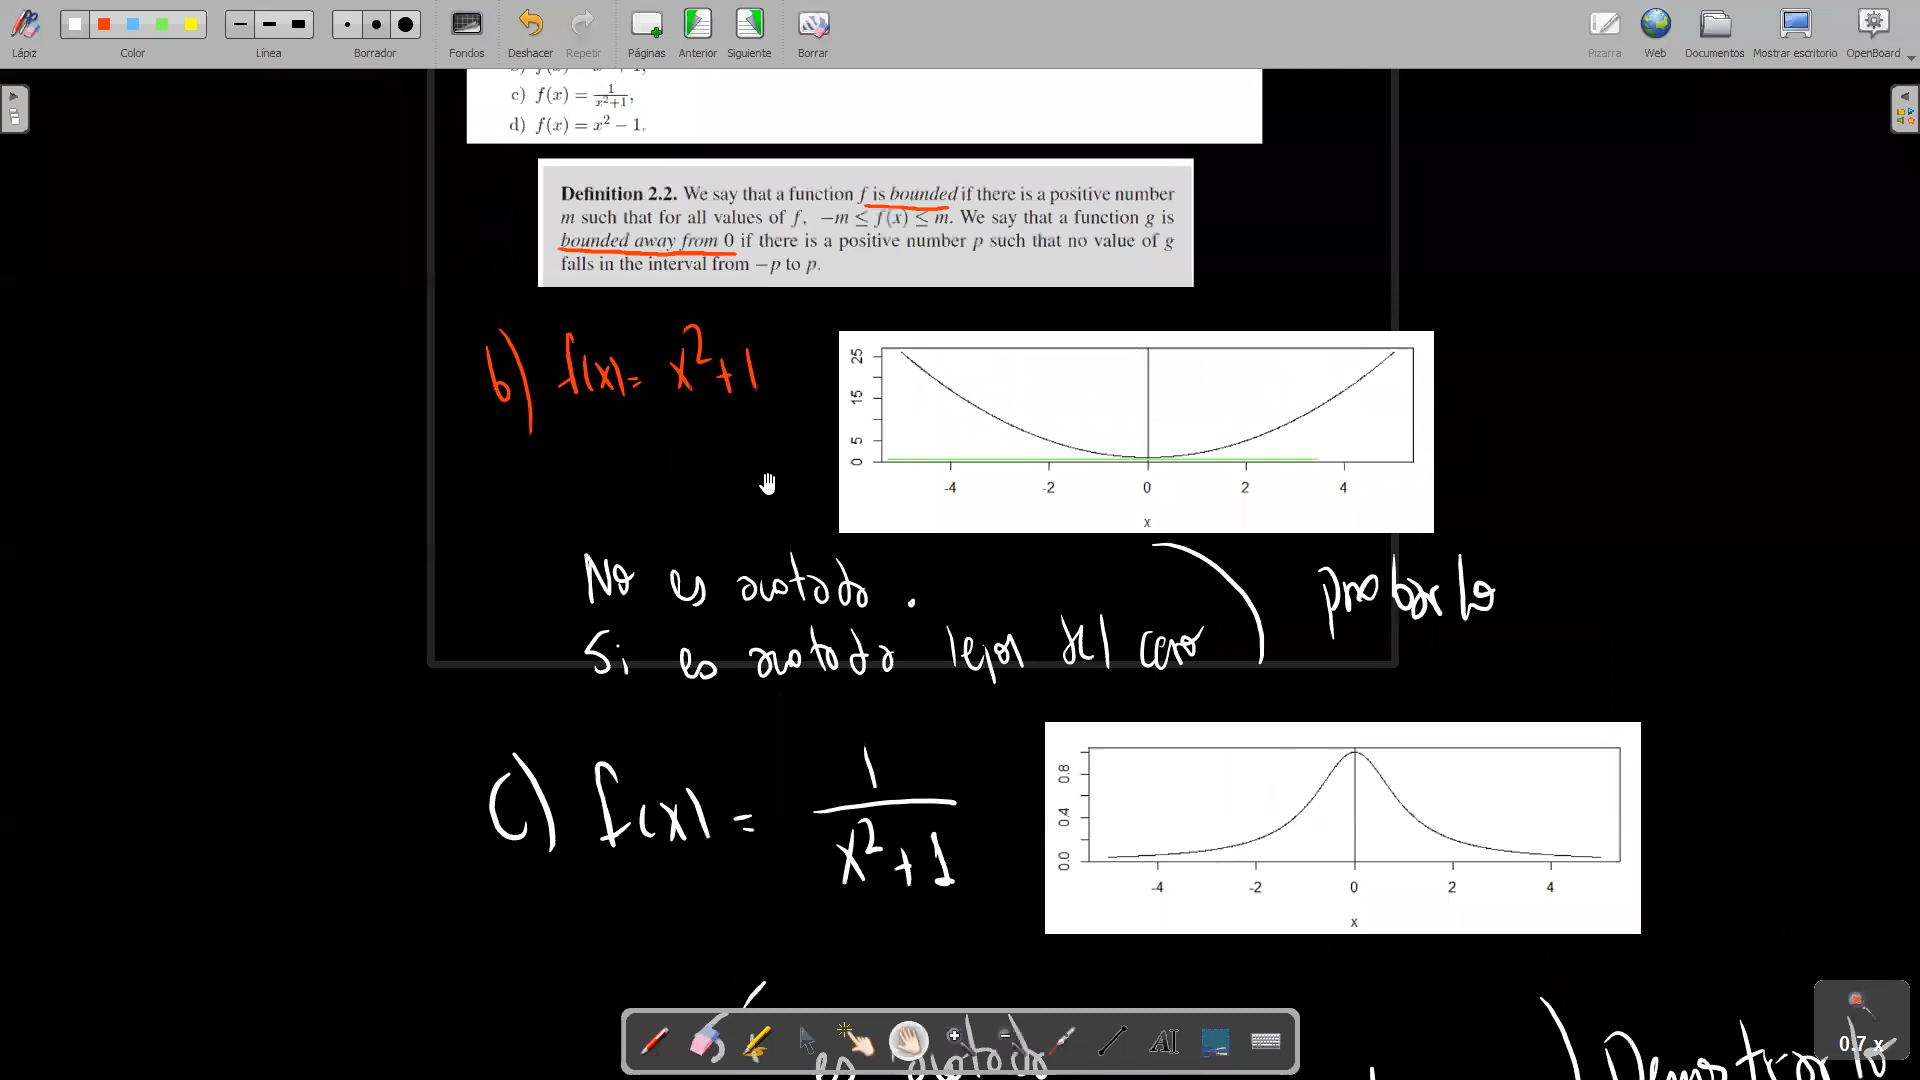 Lápiz
Color
Línea
Borrador
Fondos
Deshacer
Repetir
Páginas
Anterior
Siguiente
Borrar
Pizarra
Web
Documentos
Mostrar escritorio
OpenBoard
c) f(x) = 1/(x²+1),
d) f(x) = x² − 1.
Definition 2.2. We say that a function f is bounded if there is a positive number
m such that for all values of f, −m ≤ f(x) ≤ m. We say that a function g is
bounded away from 0 if there is a positive number p such that no value of g
falls in the interval from −p to p.
b) f(x) = x²+1
25
15
5
0
-4 -2 0 2 4
x
No es acotada.
Si es acotada lejos del cero
probarlo
c) f(x) = 1/(x²+1)
0.8
0.4
0.0
-4 -2 0 2 4
x
es acotada
Demostrarlo
0.7 x